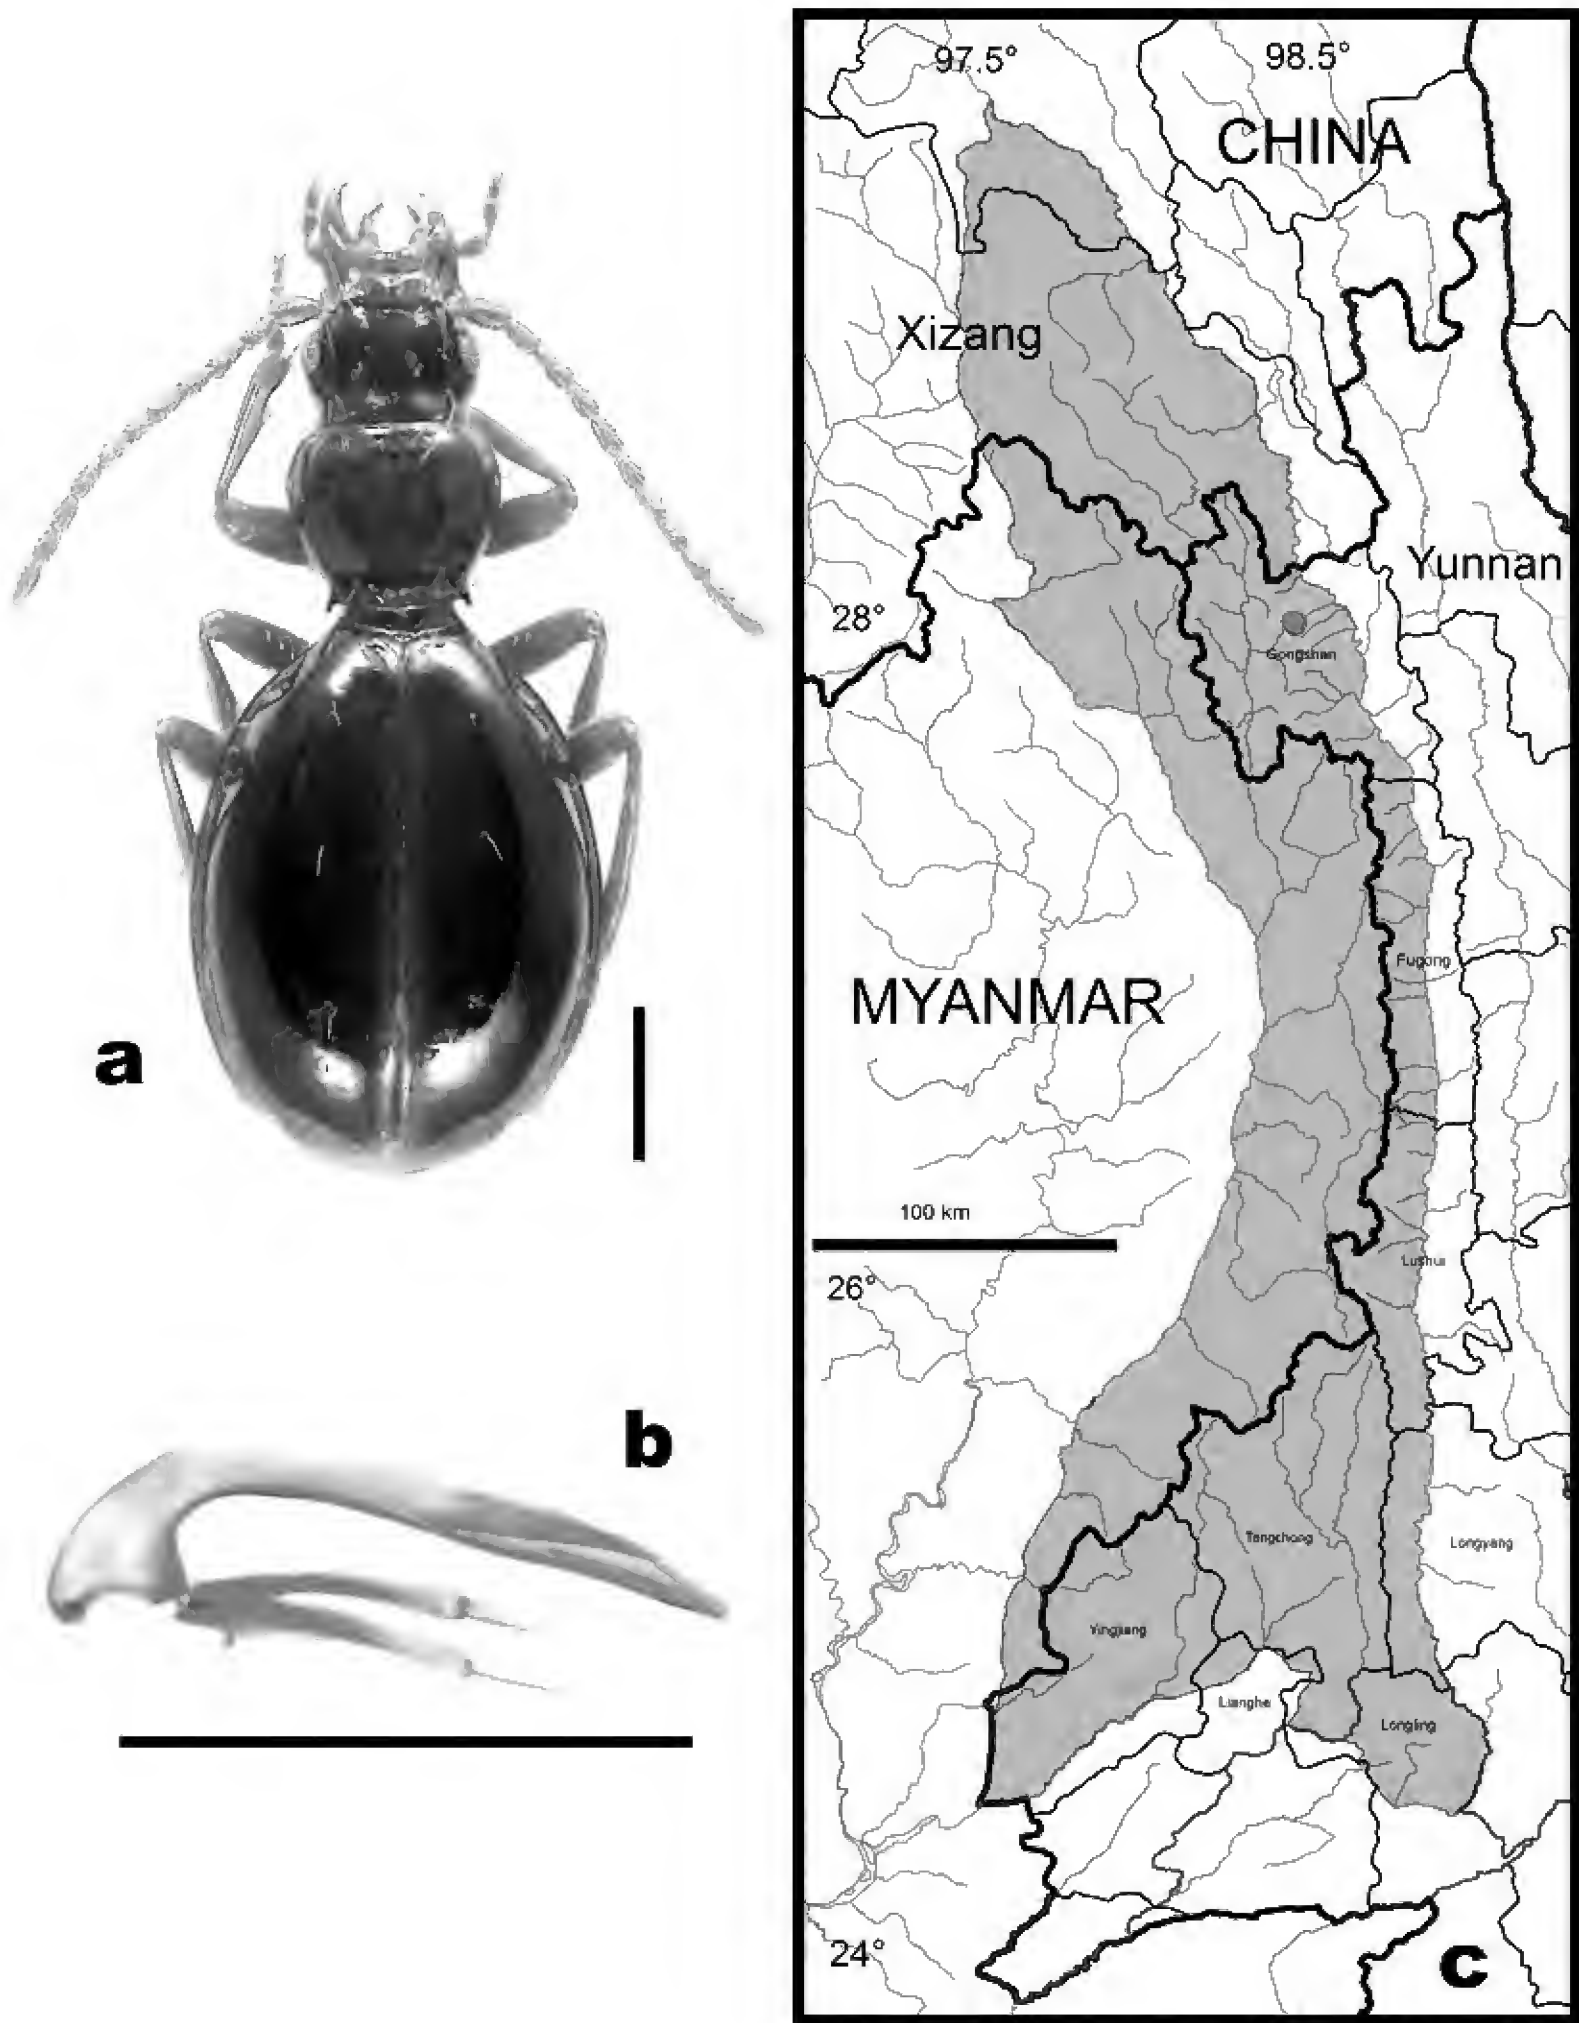 97.5°
98.5°
CHINA
Xizang
Yunnan
28°
Gongshan
Fugong
MYANMAR
a
100 km
Lushui
26°
b
Tengchong
Longyang
Yingjiang
Lianghe
Longling
24°
c